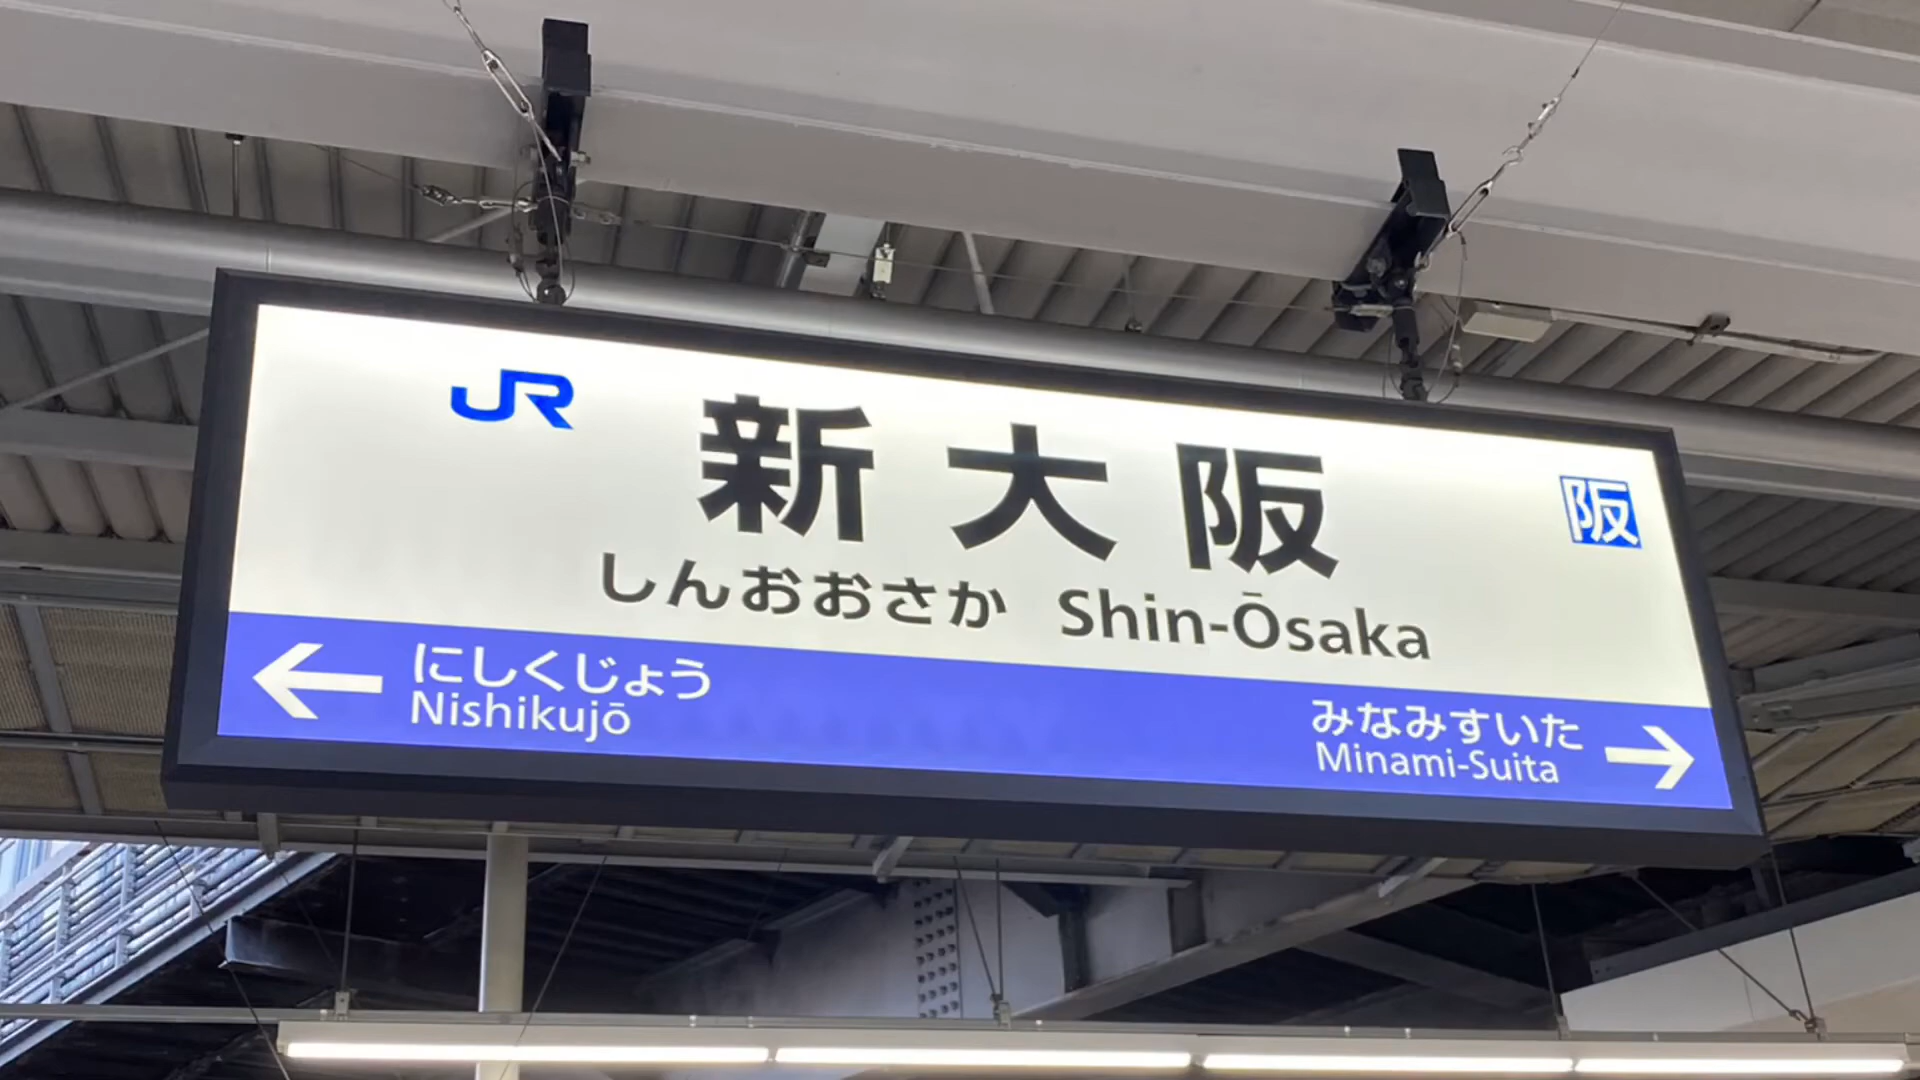 JR
新大阪
阪
しんおおさか Shin-Ōsaka
← にしくじょう
Nishikujō
みなみすいた →
Minami-Suita